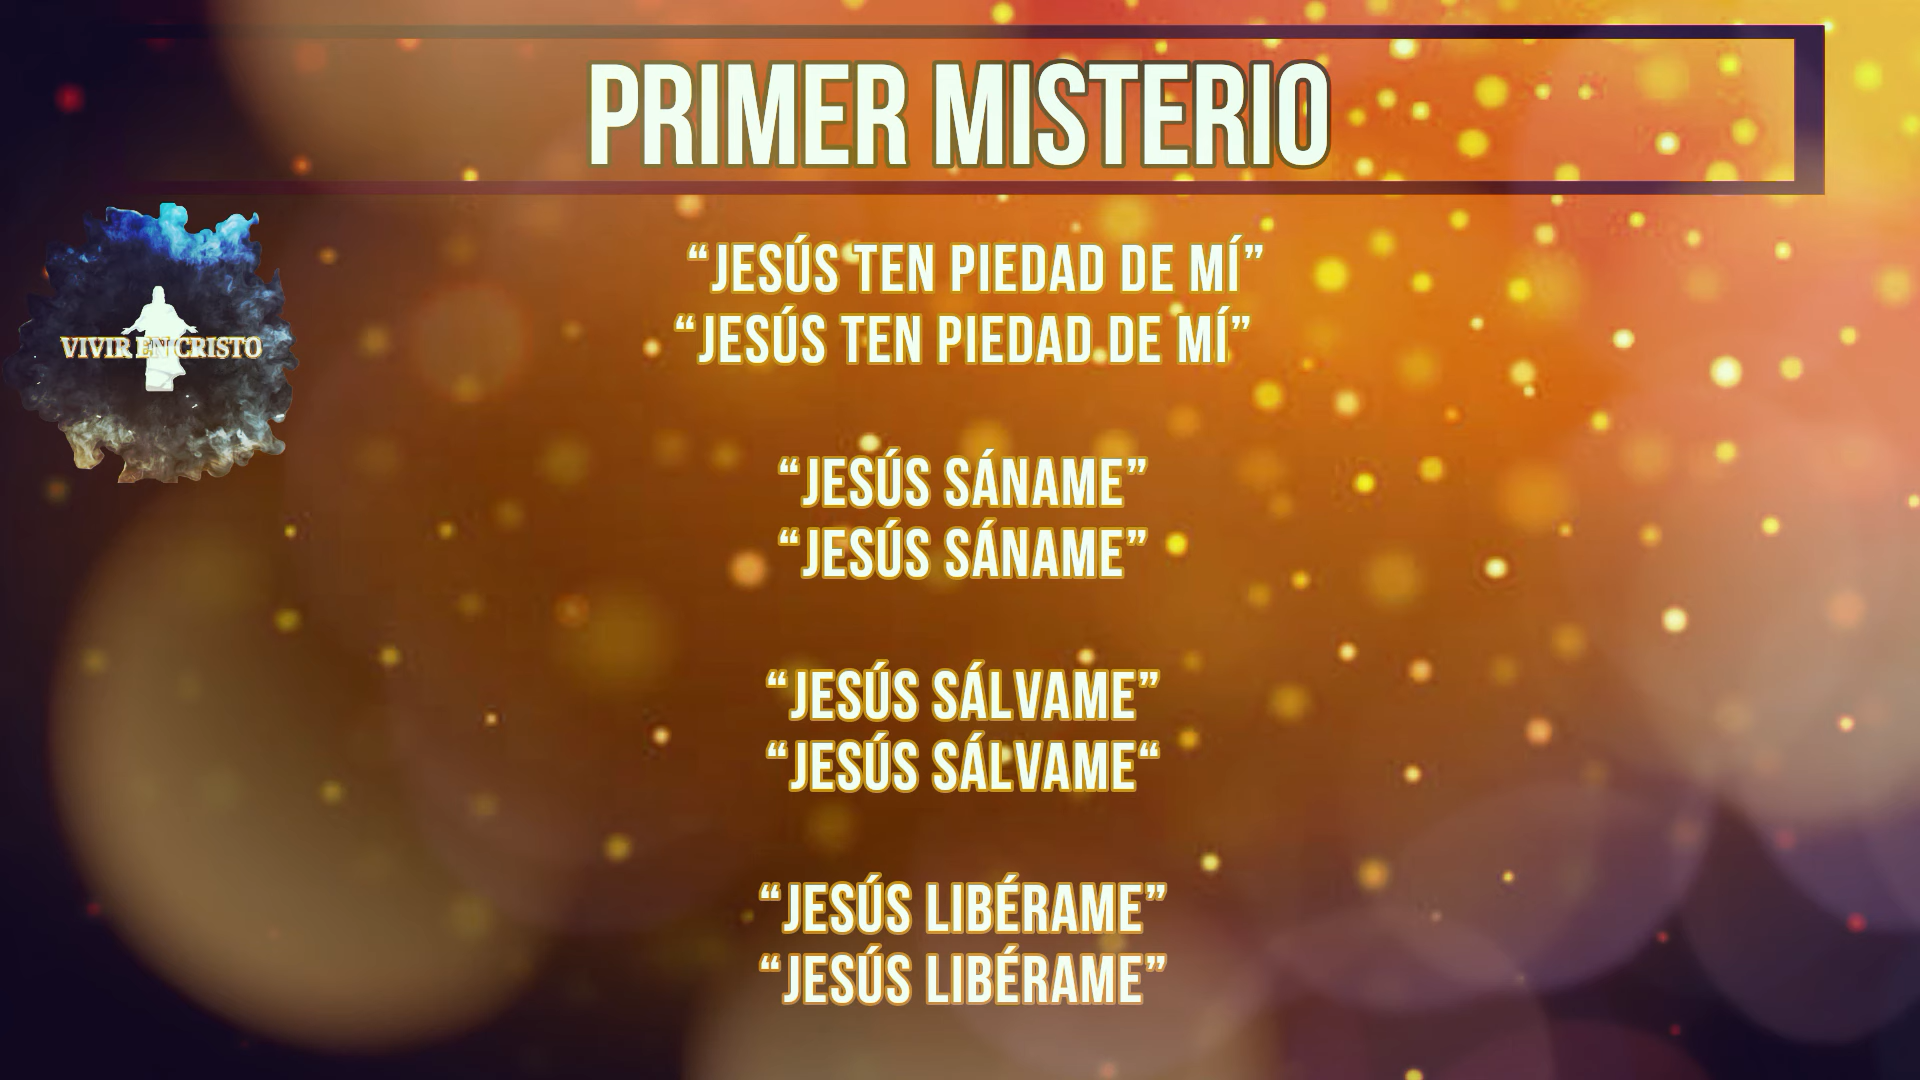 PRIMER MISTERIO
VIVIR EN CRISTO
“JESÚS TEN PIEDAD DE MÍ”
“JESÚS TEN PIEDAD DE MÍ”
“JESÚS SÁNAME”
“JESÚS SÁNAME”
“JESÚS SÁLVAME”
“JESÚS SÁLVAME“
“JESÚS LIBÉRAME”
“JESÚS LIBÉRAME”